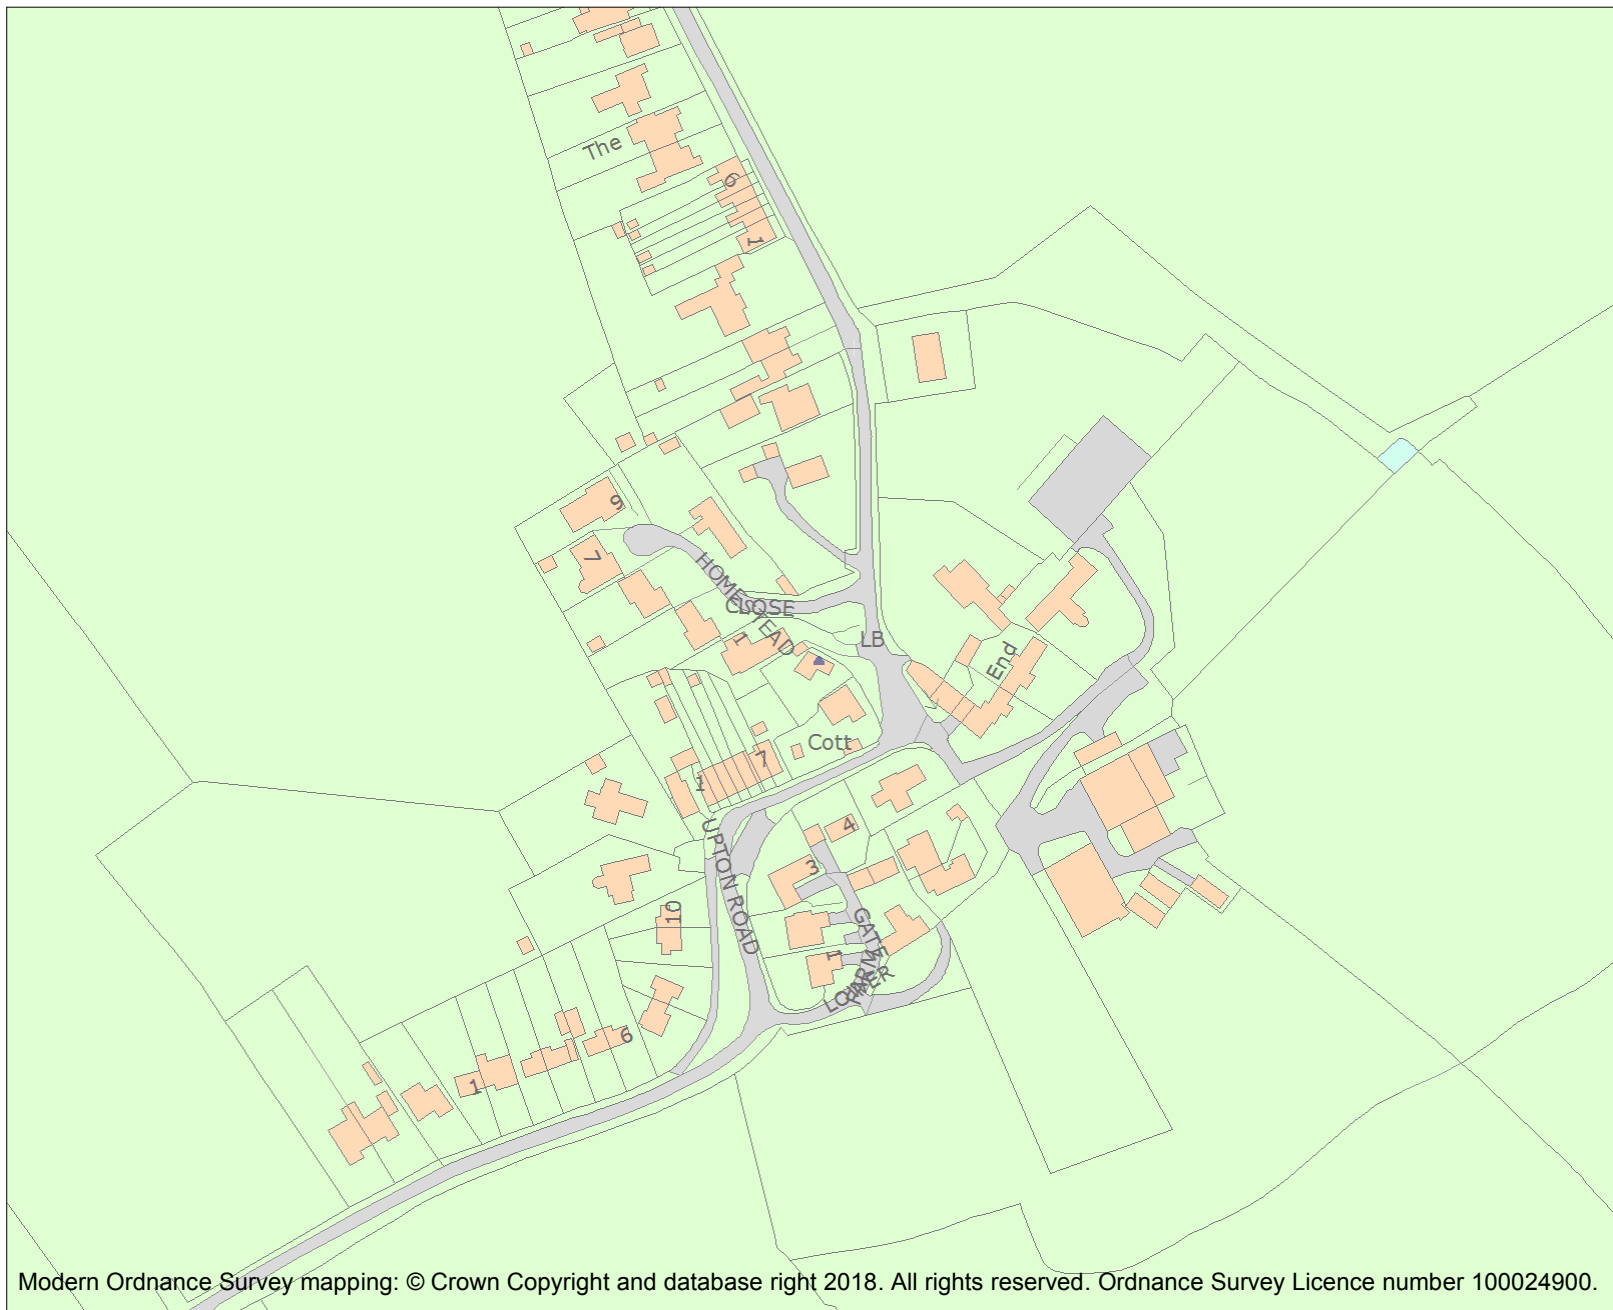 The
6
1
9
7
HOMESTEAD
CLOSE
LB
1
End
Cott
7
1
UPTON ROAD
4
3
10
GATE
FARM
1
LOWER
6
1
Modern Ordnance Survey mapping: © Crown Copyright and database right 2018. All rights reserved. Ordnance Survey Licence number 100024900.